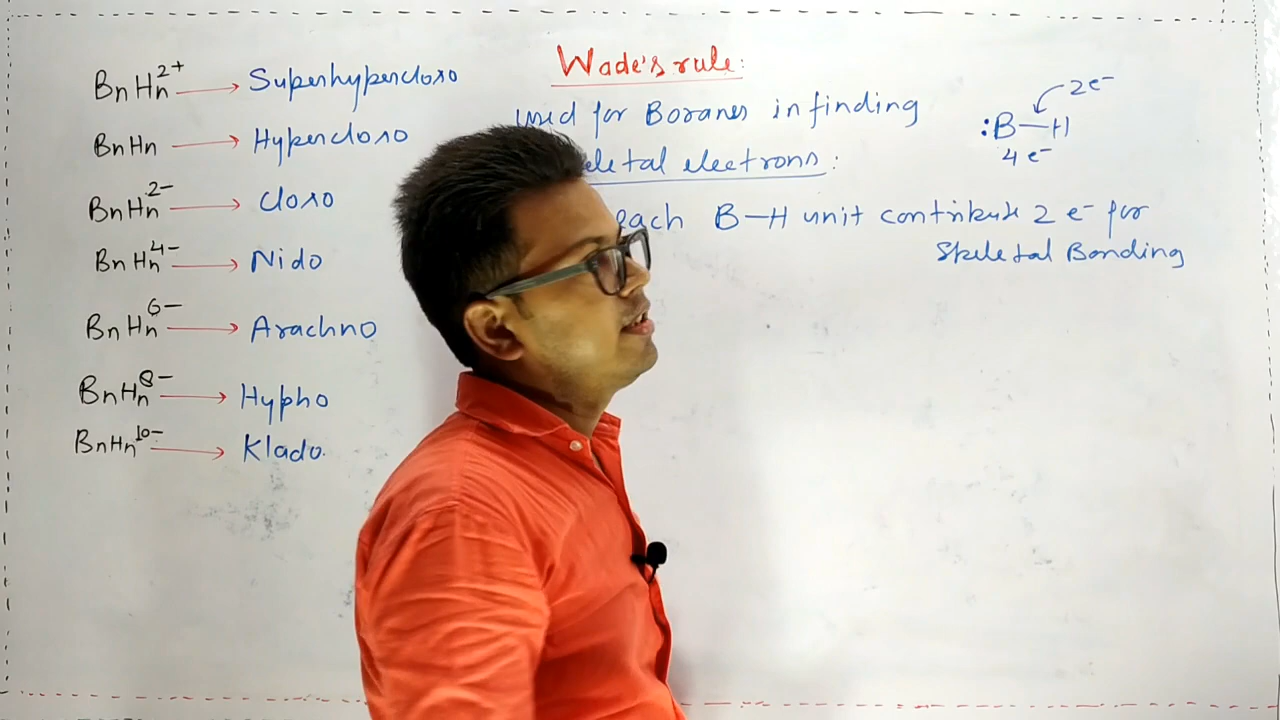 BnHn2+ → Superhypercloso
BnHn → Hypercloso
BnHn2- → Closo
BnHn4- → Nido
BnHn6- → Arachno
BnHn8- → Hypho
BnHn10- → Klado.
Wade's rule:
used for Boranes in finding
eletal electrons:
each B-H unit contribute 2 e- for
Skeletal Bonding
2e-
:B-H
4 e-